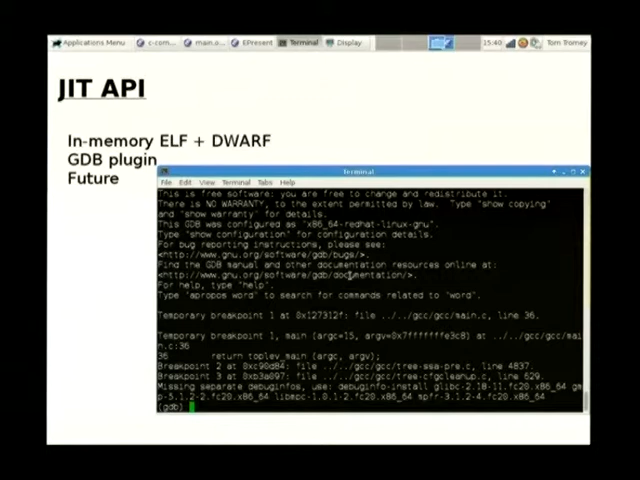 Applications Menu
c-com...
main.o...
EPresent
Terminal
Display
15:40
Tom Tromey
JIT API
In-memory ELF + DWARF
GDB plugin
Future
Terminal
File Edit View Terminal Tabs Help
This is free software: you are free to change and redistribute it.
There is NO WARRANTY, to the extent permitted by law. Type "show copying"
and "show warranty" for details.
This GDB was configured as "x86_64-redhat-linux-gnu".
Type "show configuration" for configuration details.
For bug reporting instructions, please see:
<http://www.gnu.org/software/gdb/bugs/>.
Find the GDB manual and other documentation resources online at:
<http://www.gnu.org/software/gdb/documentation/>.
For help, type "help".
Type "apropos word" to search for commands related to "word".
Temporary breakpoint 1 at 0x127312f: file ../../gcc/gcc/main.c, line 36.
Temporary breakpoint 1, main (argc=15, argv=0x7fffffffe3c8) at ../../gcc/gcc/mai
n.c:36
36 return toplev_main (argc, argv);
Breakpoint 2 at 0xc90d84: file ../../gcc/gcc/tree-ssa-pre.c, line 4837.
Breakpoint 3 at 0xb3a097: file ../../gcc/gcc/tree-cfgcleanup.c, line 629.
Missing separate debuginfos, use: debuginfo-install glibc-2.18-11.fc20.x86_64 gm
p-5.1.2-2.fc20.x86_64 libmpc-1.0.1-2.fc20.x86_64 mpfr-3.1.2-4.fc20.x86_64
(gdb)